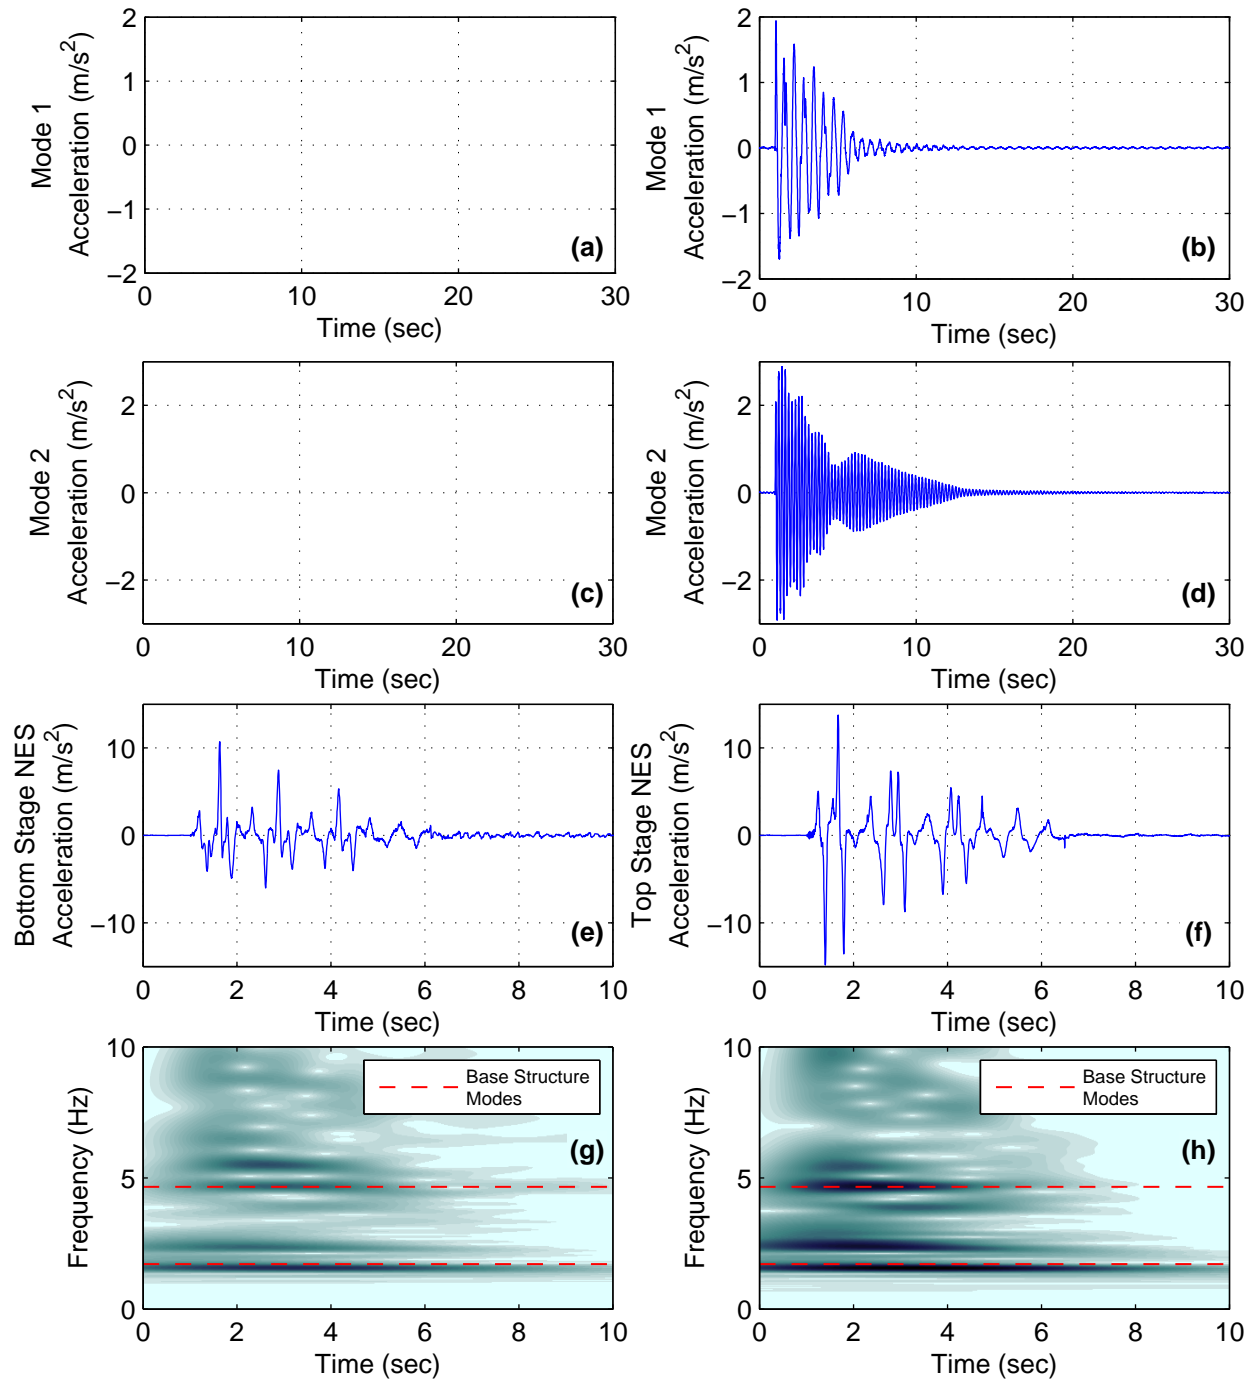 2
1
0
−1
−2
Mode 1
Acceleration (m/s²)
(a)
0
10
20
30
Time (sec)
2
1
0
−1
−2
Mode 1
Acceleration (m/s²)
(b)
0
10
20
30
Time (sec)
2
0
−2
Mode 2
Acceleration (m/s²)
(c)
0
10
20
30
Time (sec)
2
0
−2
Mode 2
Acceleration (m/s²)
(d)
0
10
20
30
Time (sec)
10
0
−10
Bottom Stage NES
Acceleration (m/s²)
(e)
0
2
4
6
8
10
Time (sec)
10
0
−10
Top Stage NES
Acceleration (m/s²)
(f)
0
2
4
6
8
10
Time (sec)
10
5
0
Frequency (Hz)
Base Structure
Modes
(g)
0
2
4
6
8
10
Time (sec)
10
5
0
Frequency (Hz)
Base Structure
Modes
(h)
0
2
4
6
8
10
Time (sec)